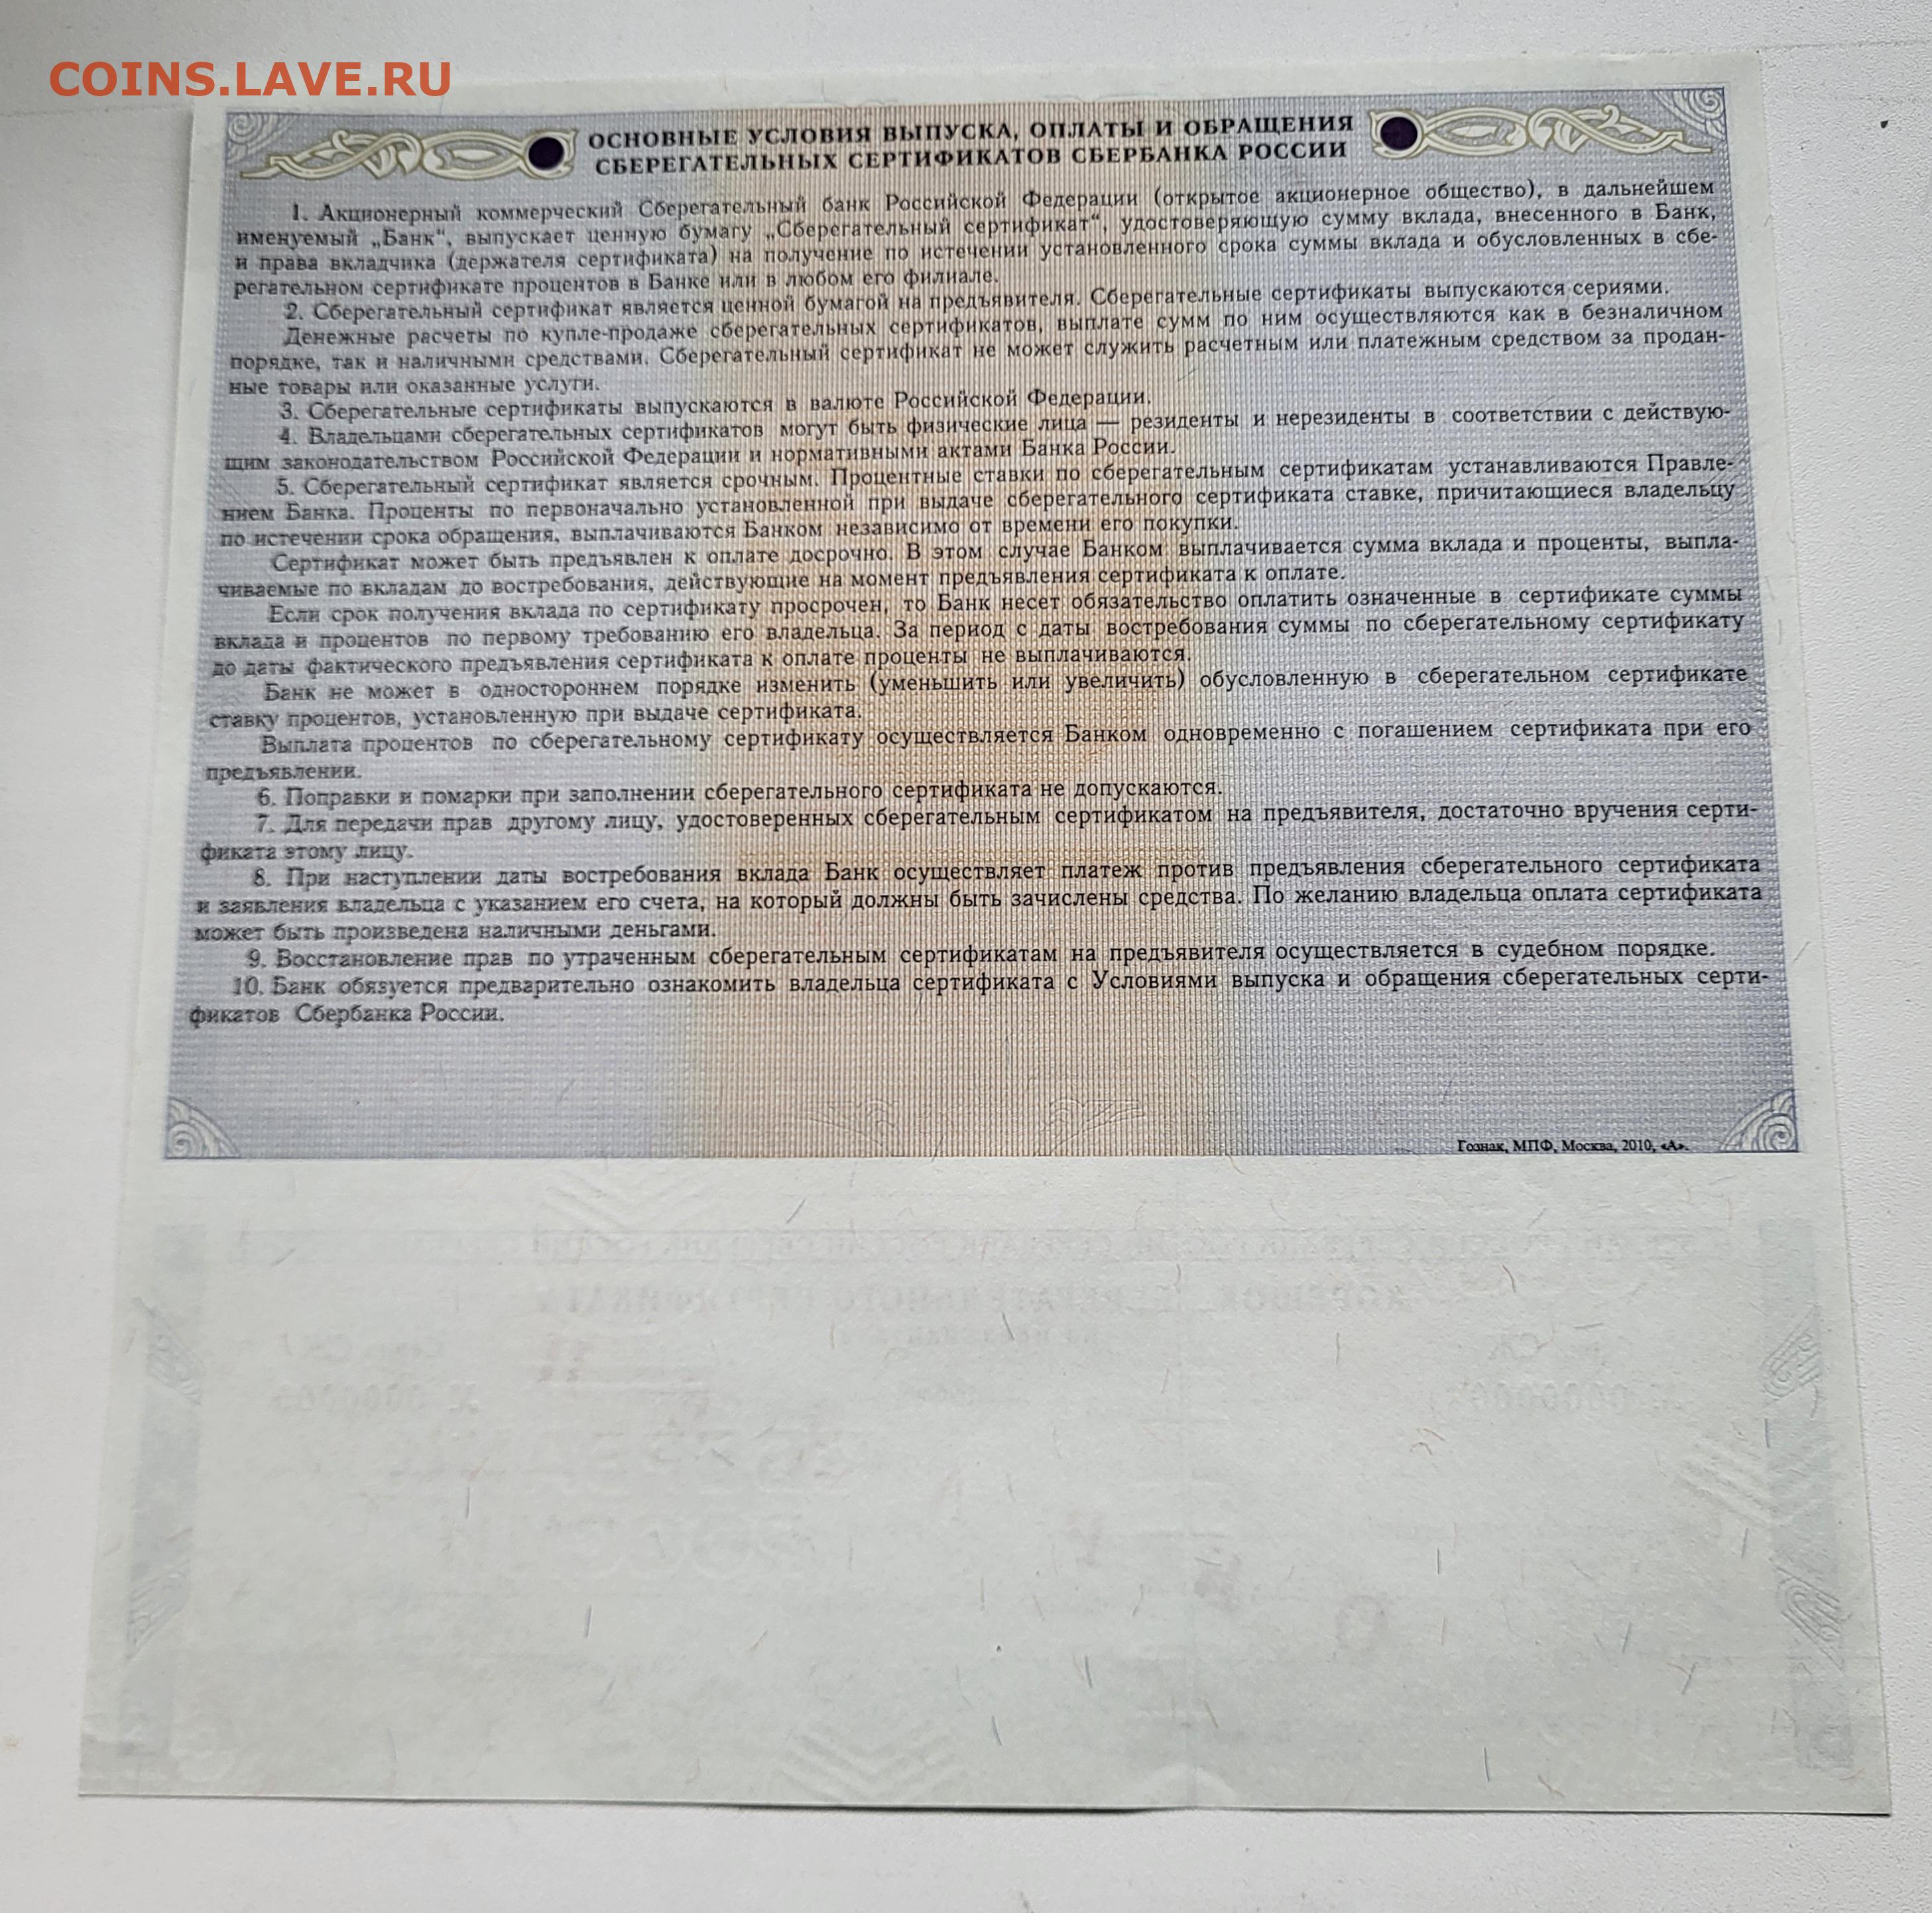 COINS.LAVE.RU
ОСНОВНЫЕ УСЛОВИЯ ВЫПУСКА, ОПЛАТЫ И ОБРАЩЕНИЯ
СБЕРЕГАТЕЛЬНЫХ СЕРТИФИКАТОВ СБЕРБАНКА РОССИИ
1. Акционерный коммерческий Сберегательный банк Российской Федерации (открытое акционерное общество), в дальнейшем
именуемый „Банк“, выпускает ценную бумагу „Сберегательный сертификат“, удостоверяющую сумму вклада, внесенного в Банк,
и права вкладчика (держателя сертификата) на получение по истечении установленного срока суммы вклада и обусловленных в сбе-
регательном сертификате процентов в Банке или в любом его филиале.
2. Сберегательный сертификат является ценной бумагой на предъявителя. Сберегательные сертификаты выпускаются сериями.
Денежные расчеты по купле-продаже сберегательных сертификатов, выплате сумм по ним осуществляются как в безналичном
порядке, так и наличными средствами. Сберегательный сертификат не может служить расчетным или платежным средством за продан-
ные товары или оказанные услуги.
3. Сберегательные сертификаты выпускаются в валюте Российской Федерации.
4. Владельцами сберегательных сертификатов могут быть физические лица — резиденты и нерезиденты в соответствии с действую-
щим законодательством Российской Федерации и нормативными актами Банка России.
5. Сберегательный сертификат является срочным. Процентные ставки по сберегательным сертификатам устанавливаются Правле-
нием Банка. Проценты по первоначально установленной при выдаче сберегательного сертификата ставке, причитающиеся владельцу
по истечении срока обращения, выплачиваются Банком независимо от времени его покупки.
Сертификат может быть предъявлен к оплате досрочно. В этом случае Банком выплачивается сумма вклада и проценты, выпла-
чиваемые по вкладам до востребования, действующие на момент предъявления сертификата к оплате.
Если срок получения вклада по сертификату просрочен, то Банк несет обязательство оплатить означенные в сертификате суммы
вклада и процентов по первому требованию его владельца. За период с даты востребования суммы по сберегательному сертификату
до даты фактического предъявления сертификата к оплате проценты не выплачиваются.
Банк не может в одностороннем порядке изменить (уменьшить или увеличить) обусловленную в сберегательном сертификате
ставку процентов, установленную при выдаче сертификата.
Выплата процентов по сберегательному сертификату осуществляется Банком одновременно с погашением сертификата при его
предъявлении.
6. Поправки и помарки при заполнении сберегательного сертификата не допускаются.
7. Для передачи прав другому лицу, удостоверенных сберегательным сертификатом на предъявителя, достаточно вручения серти-
фиката этому лицу.
8. При наступлении даты востребования вклада Банк осуществляет платеж против предъявления сберегательного сертификата
и заявления владельца с указанием его счета, на который должны быть зачислены средства. По желанию владельца оплата сертификата
может быть произведена наличными деньгами.
9. Восстановление прав по утраченным сберегательным сертификатам на предъявителя осуществляется в судебном порядке.
10. Банк обязуется предварительно ознакомить владельца сертификата с Условиями выпуска и обращения сберегательных серти-
фикатов Сбербанка России.
Гознак, МПФ, Москва, 2010, «А».